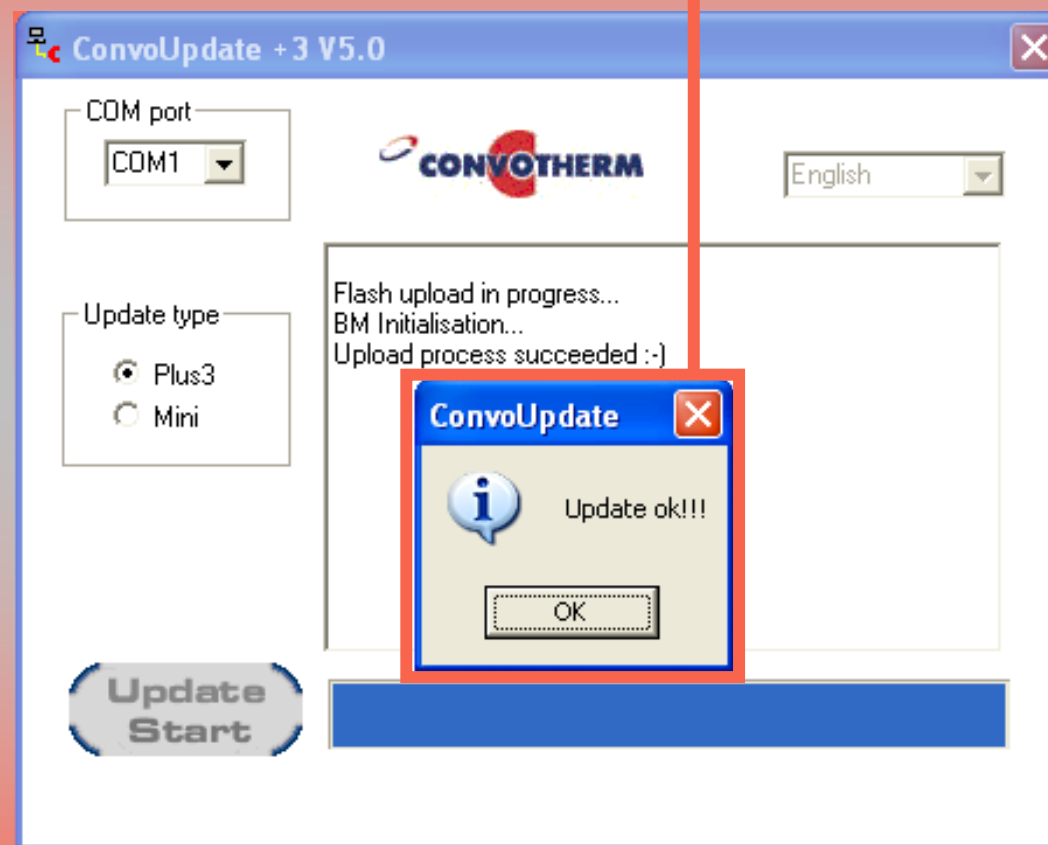 ConvoUpdate +3 V5.0
COM port
COM1
CONVOTHERM
English
Flash upload in progress...
BM Initialisation...
Upload process succeeded :-)
Update type
Plus3
Mini
ConvoUpdate
Update ok!!!
OK
Update
Start